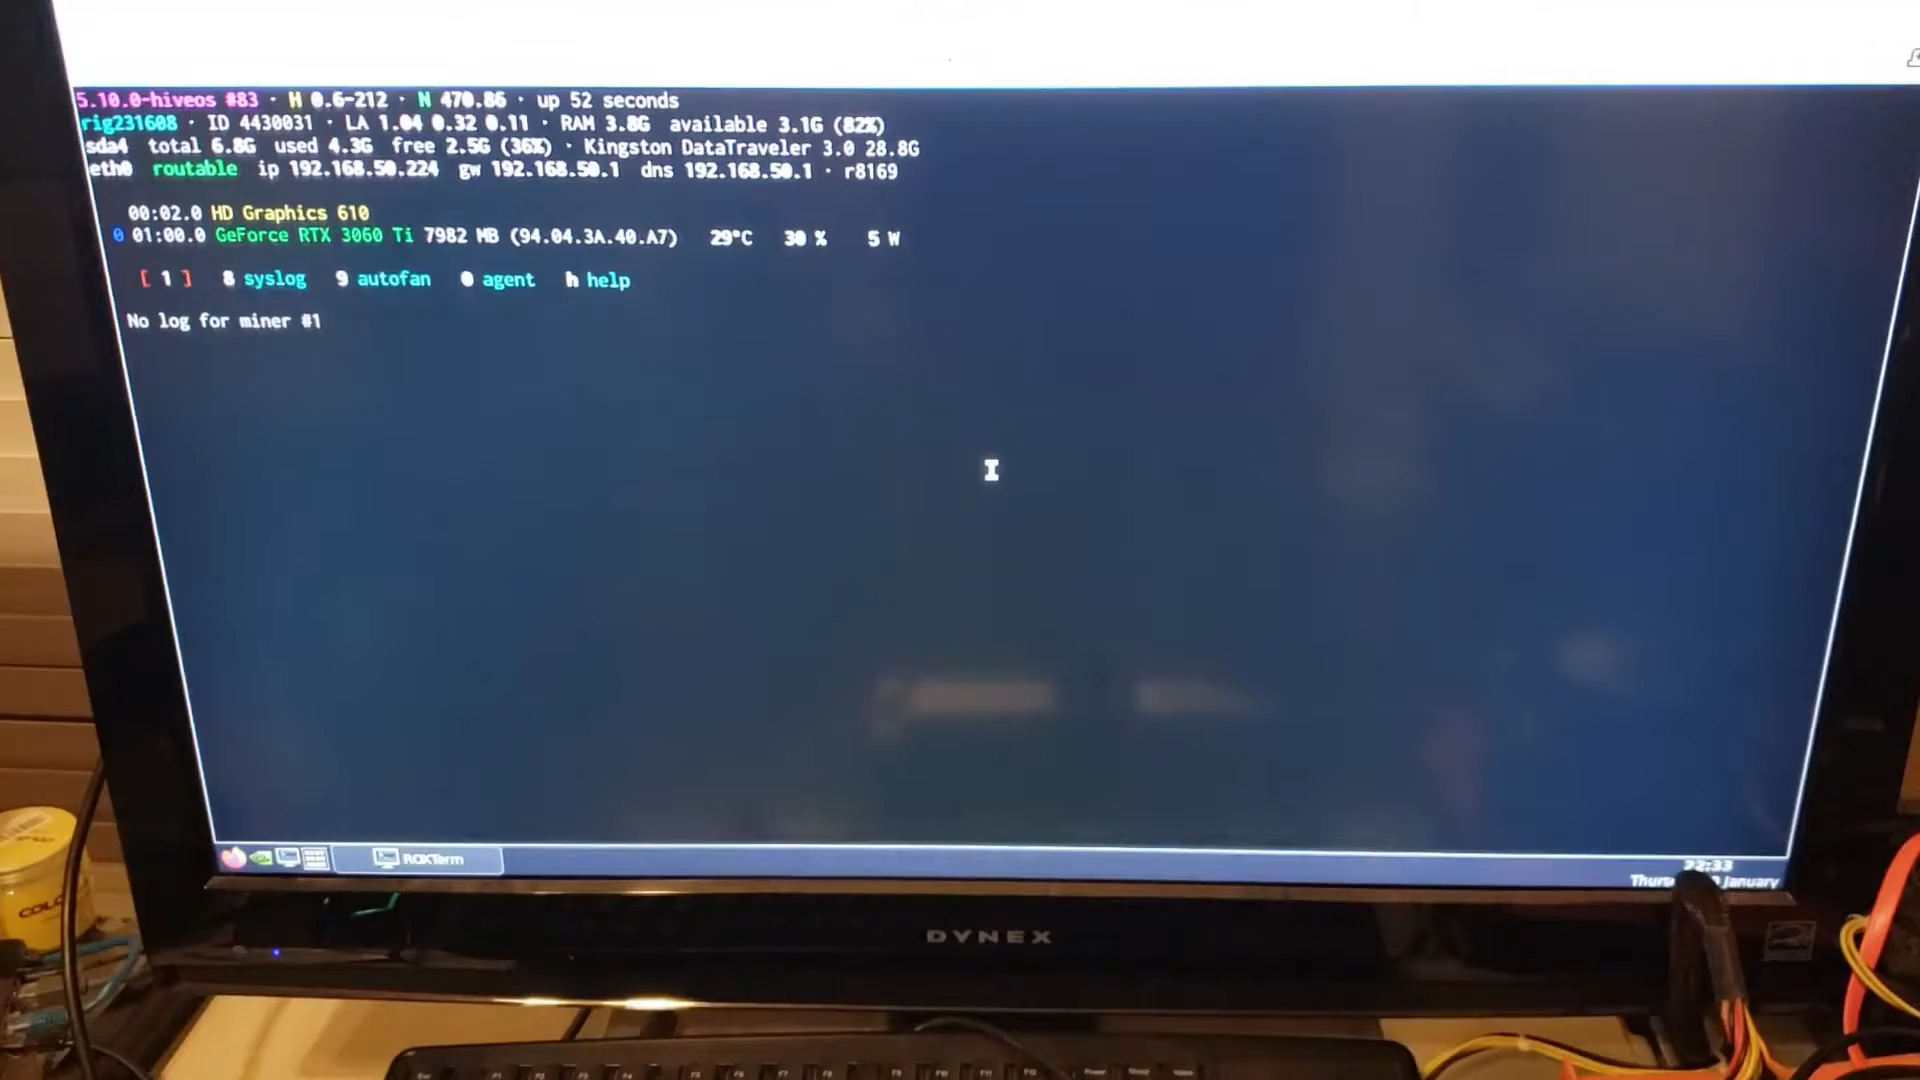 5.10.0-hiveos #83 · H 0.6-212 · N 470.86 · up 52 seconds
rig231608 · ID 4430031 · LA 1.04 0.32 0.11 · RAM 3.8G available 3.1G (82%)
sda4 total 6.8G used 4.3G free 2.5G (36%) · Kingston DataTraveler 3.0 28.8G
eth0 routable ip 192.168.50.224 gw 192.168.50.1 dns 192.168.50.1 · r8169
00:02.0 HD Graphics 610
0 01:00.0 GeForce RTX 3060 Ti 7982 MB (94.04.3A.40.A7) 29°C 30 % 5 W
[ 1 ] 8 syslog 9 autofan 0 agent h help
No log for miner #1
ROXTerm
22:33
January
DYNEX